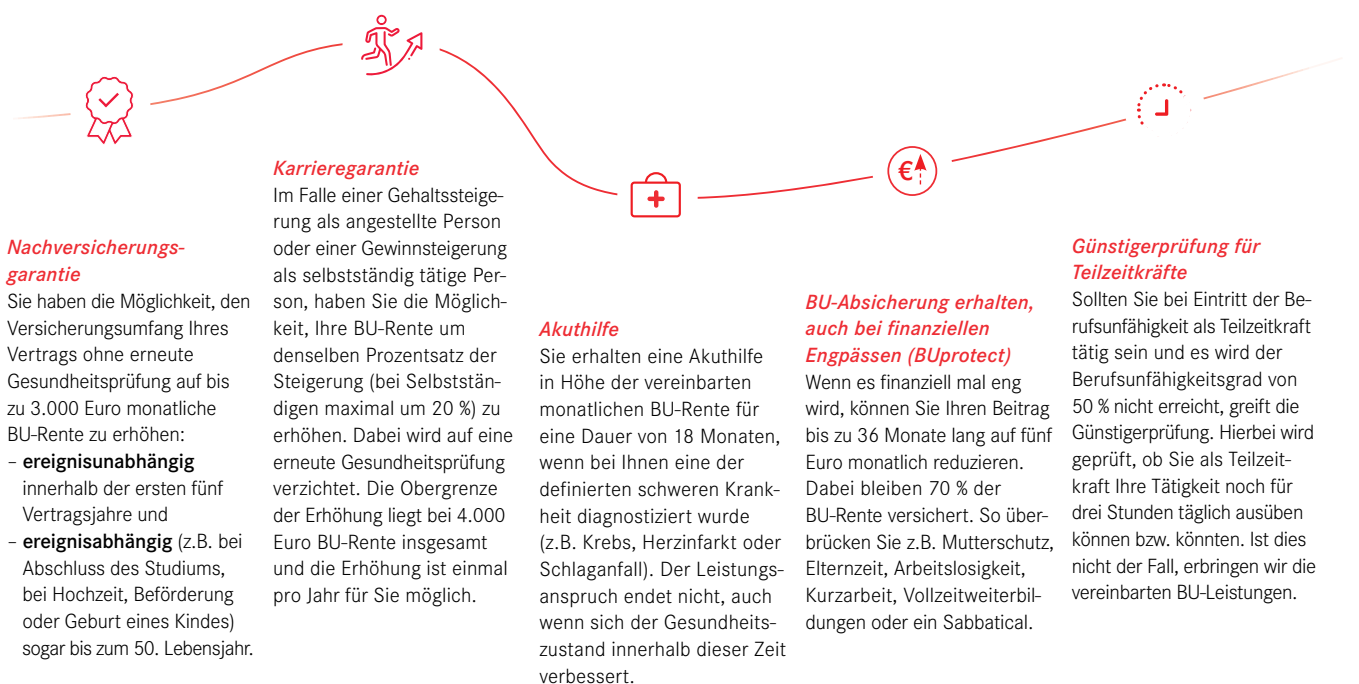 Nachversicherungs-
garantie
Sie haben die Möglichkeit, den
Versicherungsumfang Ihres
Vertrags ohne erneute
Gesundheitsprüfung auf bis
zu 3.000 Euro monatliche
BU-Rente zu erhöhen:
– ereignisunabhängig
innerhalb der ersten fünf
Vertragsjahre und
– ereignisabhängig (z.B. bei
Abschluss des Studiums,
bei Hochzeit, Beförderung
oder Geburt eines Kindes)
sogar bis zum 50. Lebensjahr.
Karrieregarantie
Im Falle einer Gehaltssteige-
rung als angestellte Person
oder einer Gewinnsteigerung
als selbstständig tätige Per-
son, haben Sie die Möglich-
keit, Ihre BU-Rente um
denselben Prozentsatz der
Steigerung (bei Selbststän-
digen maximal um 20 %) zu
erhöhen. Dabei wird auf eine
erneute Gesundheitsprüfung
verzichtet. Die Obergrenze
der Erhöhung liegt bei 4.000
Euro BU-Rente insgesamt
und die Erhöhung ist einmal
pro Jahr für Sie möglich.
Akuthilfe
Sie erhalten eine Akuthilfe
in Höhe der vereinbarten
monatlichen BU-Rente für
eine Dauer von 18 Monaten,
wenn bei Ihnen eine der
definierten schweren Krank-
heit diagnostiziert wurde
(z.B. Krebs, Herzinfarkt oder
Schlaganfall). Der Leistungs-
anspruch endet nicht, auch
wenn sich der Gesundheits-
zustand innerhalb dieser Zeit
verbessert.
€
BU-Absicherung erhalten,
auch bei finanziellen
Engpässen (BUprotect)
Wenn es finanziell mal eng
wird, können Sie Ihren Beitrag
bis zu 36 Monate lang auf fünf
Euro monatlich reduzieren.
Dabei bleiben 70 % der
BU-Rente versichert. So über-
brücken Sie z.B. Mutterschutz,
Elternzeit, Arbeitslosigkeit,
Kurzarbeit, Vollzeitweiterbil-
dungen oder ein Sabbatical.
Günstigerprüfung für
Teilzeitkräfte
Sollten Sie bei Eintritt der Be-
rufsunfähigkeit als Teilzeitkraft
tätig sein und es wird der
Berufsunfähigkeitsgrad von
50 % nicht erreicht, greift die
Günstigerprüfung. Hierbei wird
geprüft, ob Sie als Teilzeit-
kraft Ihre Tätigkeit noch für
drei Stunden täglich ausüben
können bzw. könnten. Ist dies
nicht der Fall, erbringen wir die
vereinbarten BU-Leistungen.